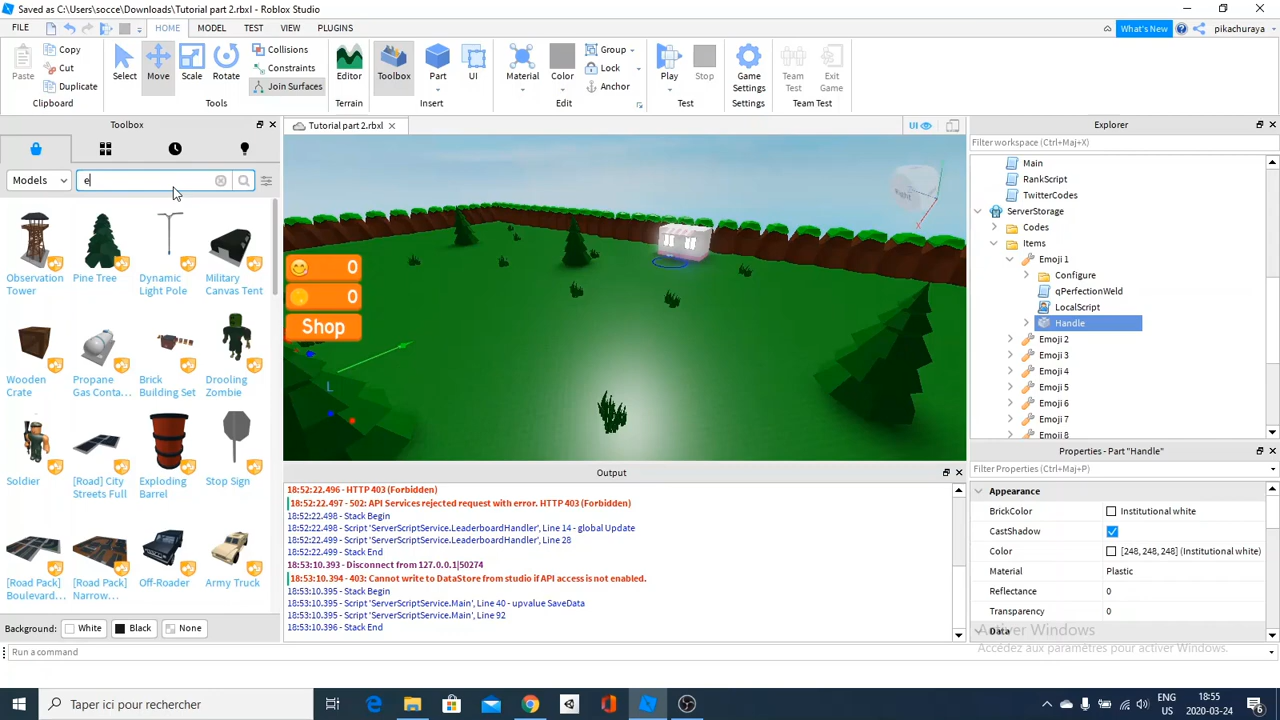 Saved as C:\Users\socce\Downloads\Tutorial part 2.rbxl - Roblox Studio
FILE HOME MODEL TEST VIEW PLUGINS
What's New
pikachuraya
Paste
Copy
Cut
Duplicate
Clipboard
Select Move Scale Rotate
Collisions
Constraints
Join Surfaces
Tools
Editor
Terrain
Toolbox Part UI
Insert
Material Color
Group
Lock
Anchor
Edit
Play Stop
Test
Game Settings
Settings
Team Test
Exit Game
Team Test
Toolbox
Models
e
Observation Tower
Pine Tree
Dynamic Light Pole
Military Canvas Tent
Wooden Crate
Propane Gas Conta...
Brick Building Set
Drooling Zombie
Soldier
[Road] City Streets Full
Exploding Barrel
Stop Sign
[Road Pack] Boulevard...
[Road Pack] Narrow...
Off-Roader
Army Truck
Background: White Black None
Run a command
Tutorial part 2.rbxl
UI
Right
0
0
Shop
L
Output
18:52:22.496 - HTTP 403 (Forbidden)
18:52:22.497 - 502: API Services rejected request with error. HTTP 403 (Forbidden)
18:52:22.498 - Stack Begin
18:52:22.498 - Script 'ServerScriptService.LeaderboardHandler', Line 14 - global Update
18:52:22.499 - Script 'ServerScriptService.LeaderboardHandler', Line 28
18:52:22.499 - Stack End
18:53:10.393 - Disconnect from 127.0.0.1|50274
18:53:10.394 - 403: Cannot write to DataStore from studio if API access is not enabled.
18:53:10.395 - Stack Begin
18:53:10.395 - Script 'ServerScriptService.Main', Line 40 - upvalue SaveData
18:53:10.395 - Script 'ServerScriptService.Main', Line 92
18:53:10.396 - Stack End
Explorer
Filter workspace (Ctrl+Maj+X)
Main
RankScript
TwitterCodes
ServerStorage
Codes
Items
Emoji 1
Configure
qPerfectionWeld
LocalScript
Handle
Emoji 2
Emoji 3
Emoji 4
Emoji 5
Emoji 6
Emoji 7
Emoji 8
Properties - Part "Handle"
Filter Properties (Ctrl+Maj+P)
Appearance
BrickColor Institutional white
CastShadow
Color [248, 248, 248] (Institutional white)
Material Plastic
Reflectance 0
Transparency 0
Data
Activer Windows
Accédez aux paramètres pour activer Windows.
Taper ici pour rechercher
ENG
US
18:55
2020-03-24